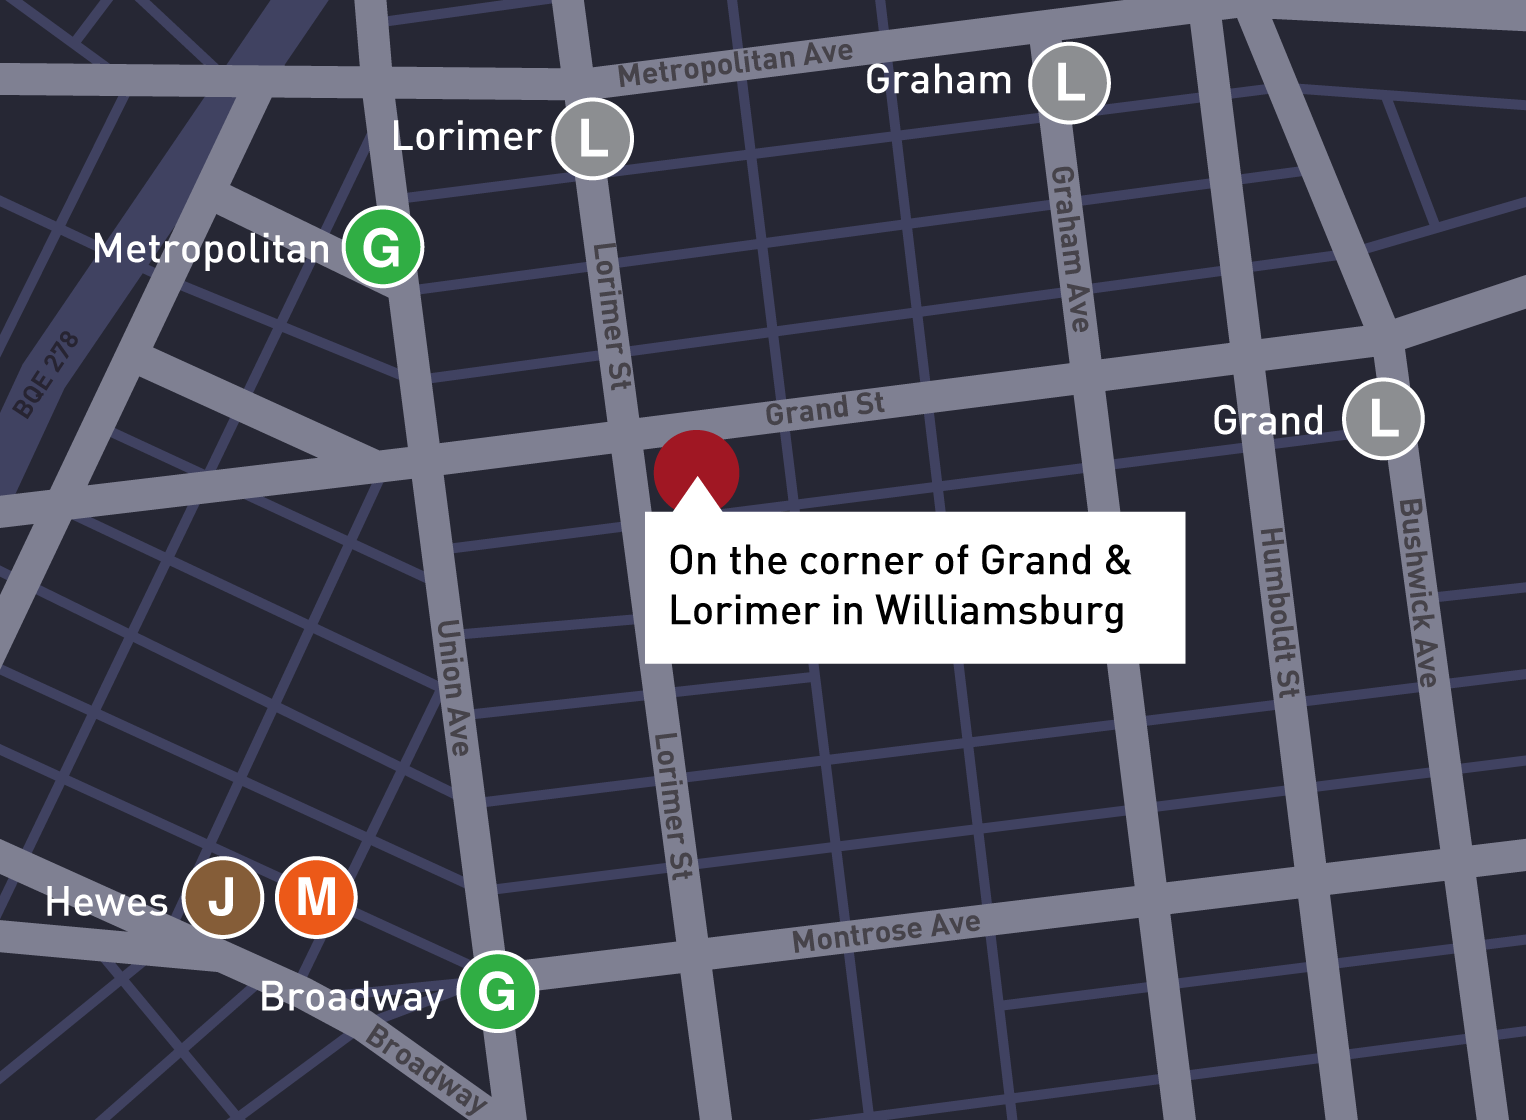 Metropolitan Ave
Graham L
Lorimer L
Metropolitan G
Graham Ave
Lorimer St
BQE 278
Grand St
Grand L
On the corner of Grand &
Lorimer in Williamsburg
Bushwick Ave
Humboldt St
Union Ave
Lorimer St
Hewes J M
Montrose Ave
Broadway G
Broadway